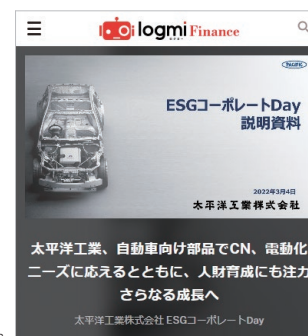 logmi Finance
PACIFIC
ESGコーポレートDay
説明資料
2022年3月4日
太平洋工業株式会社
太平洋工業、自動車向け部品でCN、電動化
ニーズに応えるとともに、人財育成にも注力
さらなる成長へ
太平洋工業株式会社 ESGコーポレートDay